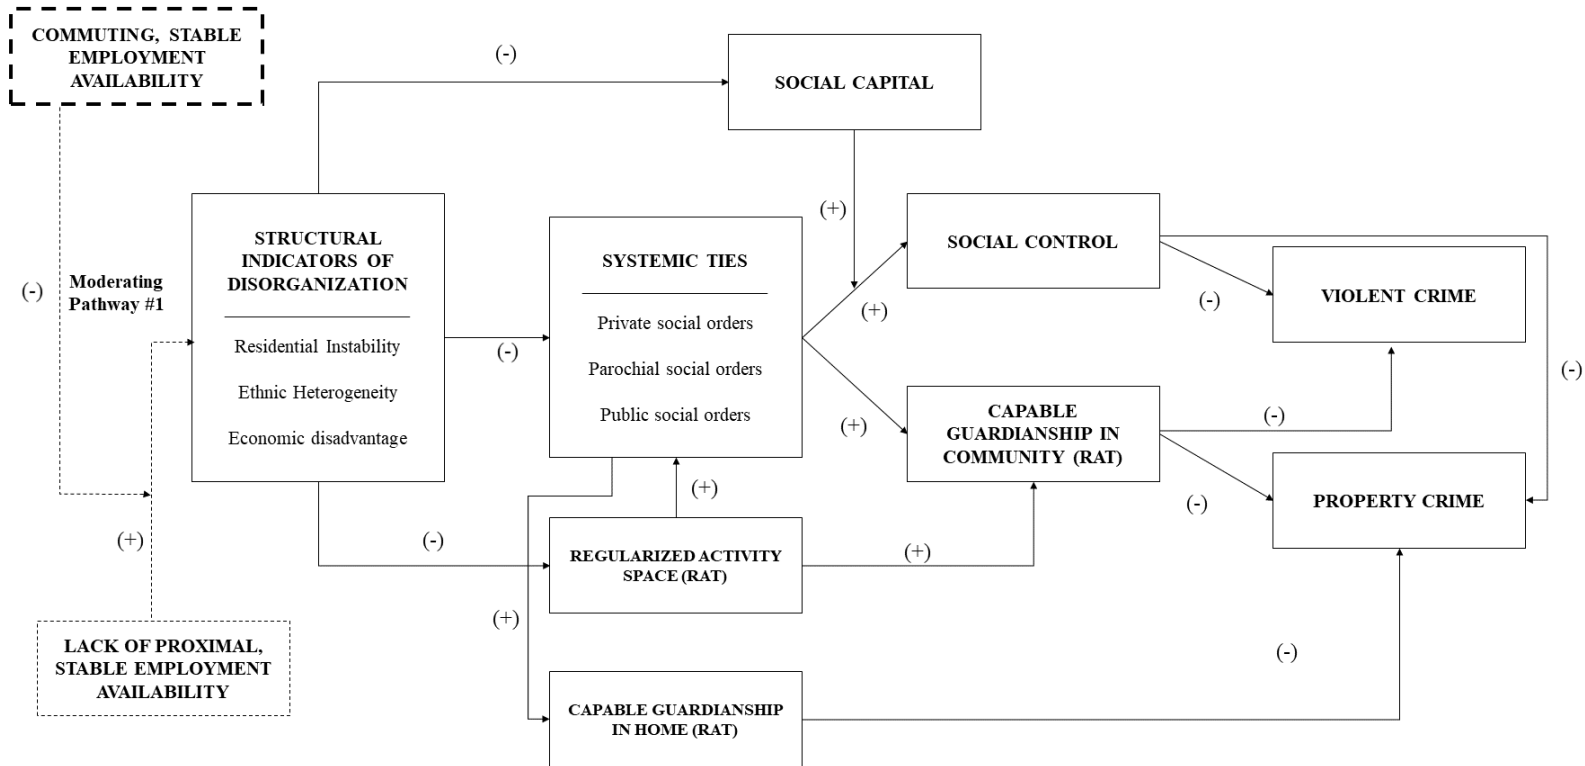 COMMUTING, STABLE
EMPLOYMENT
AVAILABILITY
(-)
SOCIAL CAPITAL
(-)
Moderating
Pathway #1
STRUCTURAL
INDICATORS OF
DISORGANIZATION
Residential Instability
Ethnic Heterogeneity
Economic disadvantage
(-)
SYSTEMIC TIES
Private social orders
Parochial social orders
Public social orders
(+)
(+)
(+)
SOCIAL CONTROL
(-)
VIOLENT CRIME
(-)
CAPABLE
GUARDIANSHIP IN
COMMUNITY (RAT)
(-)
(-)
PROPERTY CRIME
(+)
(-)
(+)
REGULARIZED ACTIVITY
SPACE (RAT)
(+)
(+)
LACK OF PROXIMAL,
STABLE EMPLOYMENT
AVAILABILITY
CAPABLE GUARDIANSHIP
IN HOME (RAT)
(-)